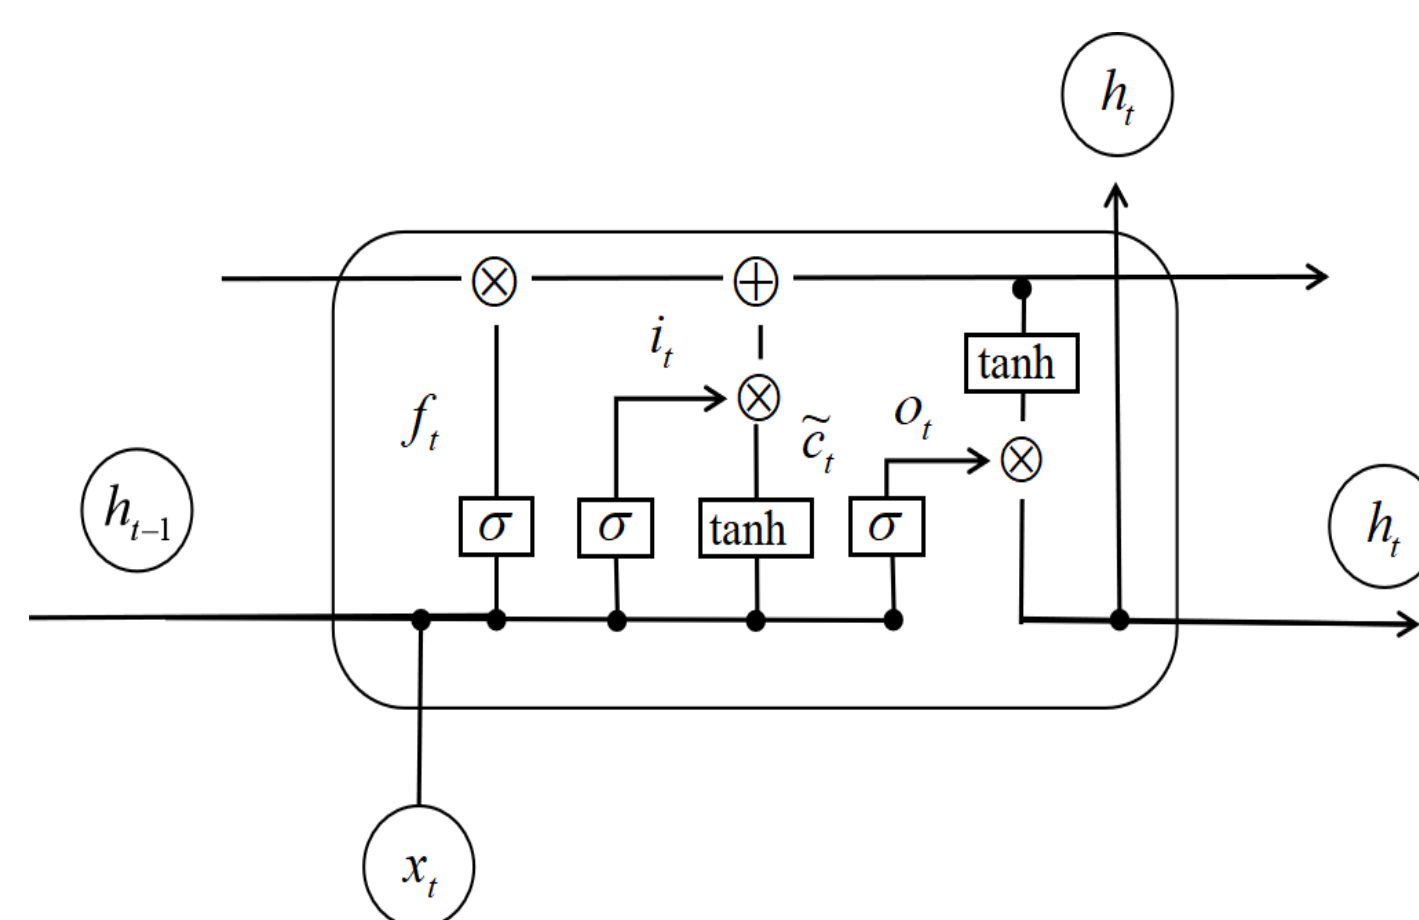 h_t
i_t
tanh
f_t
c̃_t
o_t
h_{t-1}
σ
σ
tanh
σ
h_t
x_t